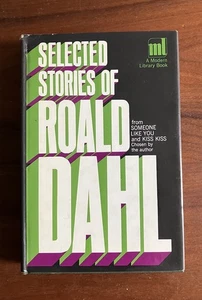 SELECTED
STORIES OF
ROALD
DAHL
ml
A Modern
Library Book
from
SOMEONE
LIKE YOU
and KISS KISS
Chosen by
the author